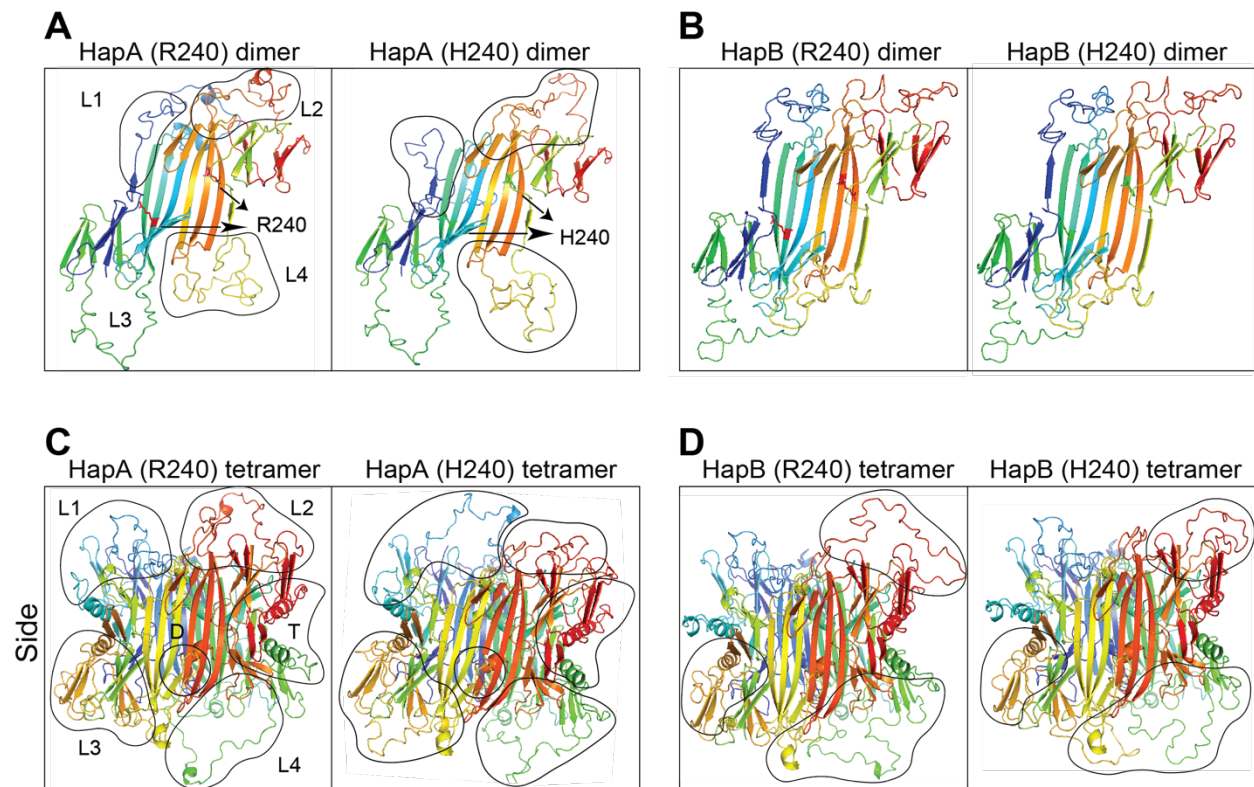 A
HapA (R240) dimer
HapA (H240) dimer
L1
L2
R240
L3
L4
H240
B
HapB (R240) dimer
HapB (H240) dimer
C
HapA (R240) tetramer
HapA (H240) tetramer
L1
L2
D
T
L3
L4
Side
D
HapB (R240) tetramer
HapB (H240) tetramer